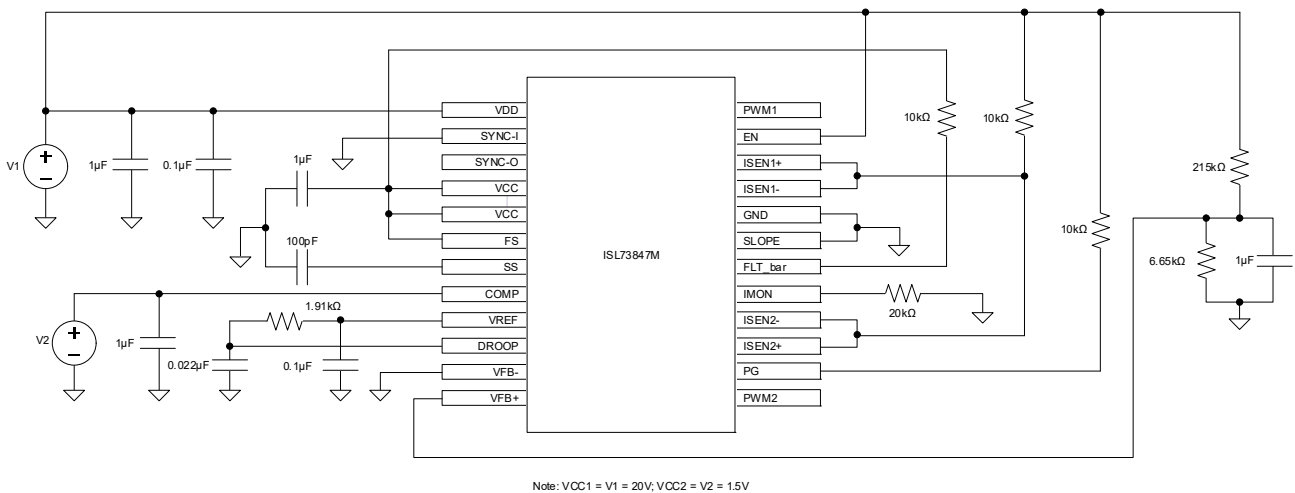 V1
1µF
0.1µF
1µF
100pF
V2
1µF
0.022µF
1.91kΩ
0.1µF
VDD
SYNC-I
SYNC-O
VCC
VCC
FS
SS
COMP
VREF
DROOP
VFB-
VFB+
ISL73847M
PWM1
EN
ISEN1+
ISEN1-
GND
SLOPE
FLT_bar
IMON
ISEN2-
ISEN2+
PG
PWM2
10kΩ
10kΩ
20kΩ
10kΩ
215kΩ
6.65kΩ
1µF
Note: VCC1 = V1 = 20V; VCC2 = V2 = 1.5V